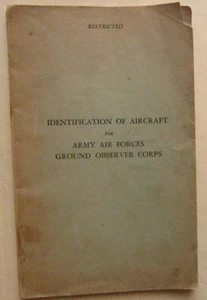 RESTRICTED
IDENTIFICATION OF AIRCRAFT
FOR
ARMY AIR FORCES
GROUND OBSERVER CORPS